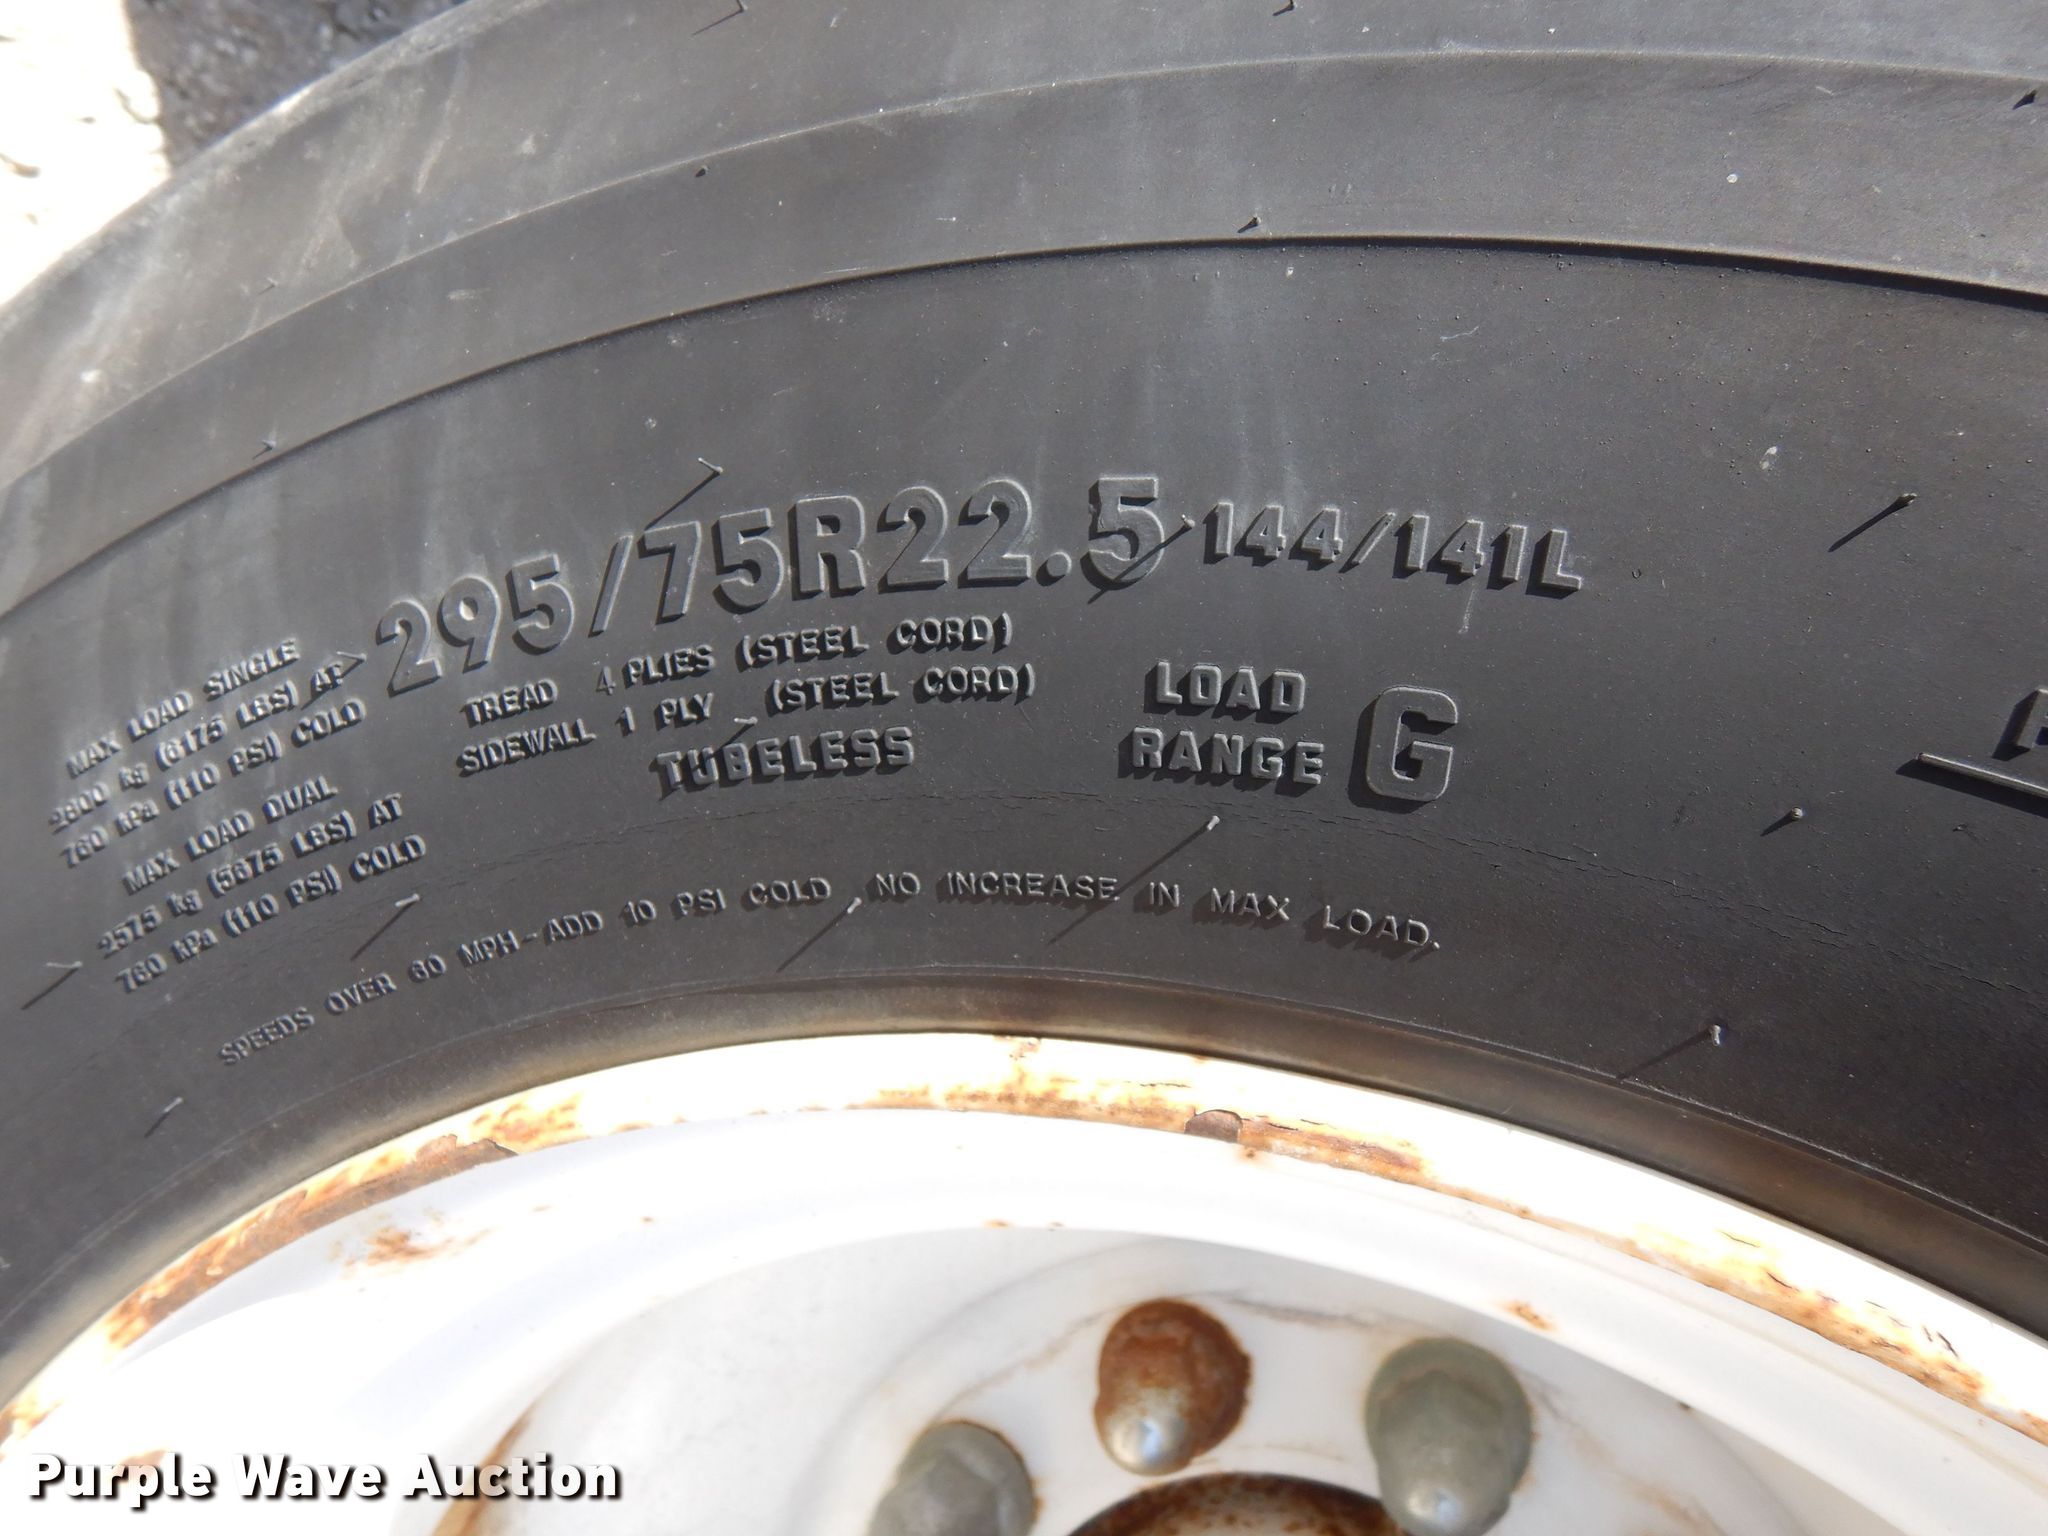 295/75R22.5 144/141L
MAX LOAD SINGLE
2800 kg (6175 LBS) AT
760 kPa (110 PSI) COLD
MAX LOAD DUAL
2575 kg (5675 LBS) AT
760 kPa (110 PSI) COLD
TREAD 4 PLIES (STEEL CORD)
SIDEWALL 1 PLY (STEEL CORD)
TUBELESS
LOAD
RANGE G
SPEEDS OVER 60 MPH-ADD 10 PSI COLD, NO INCREASE IN MAX LOAD.
Purple Wave Auction